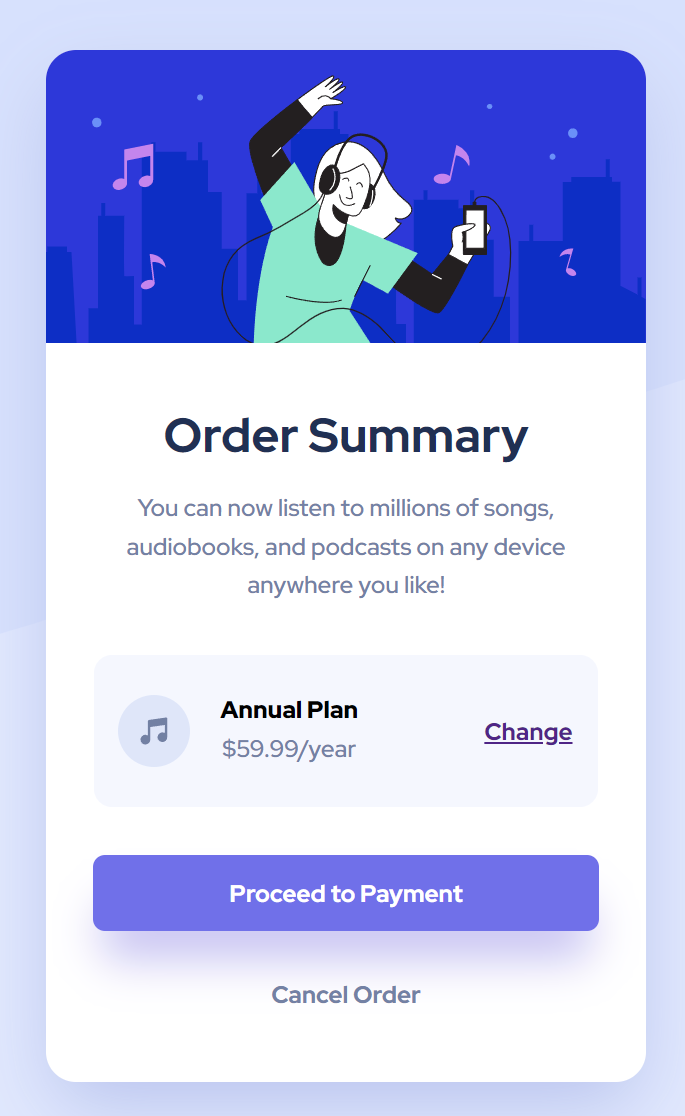 Order Summary
You can now listen to millions of songs,
audiobooks, and podcasts on any device
anywhere you like!
Annual Plan
$59.99/year
Change
Proceed to Payment
Cancel Order